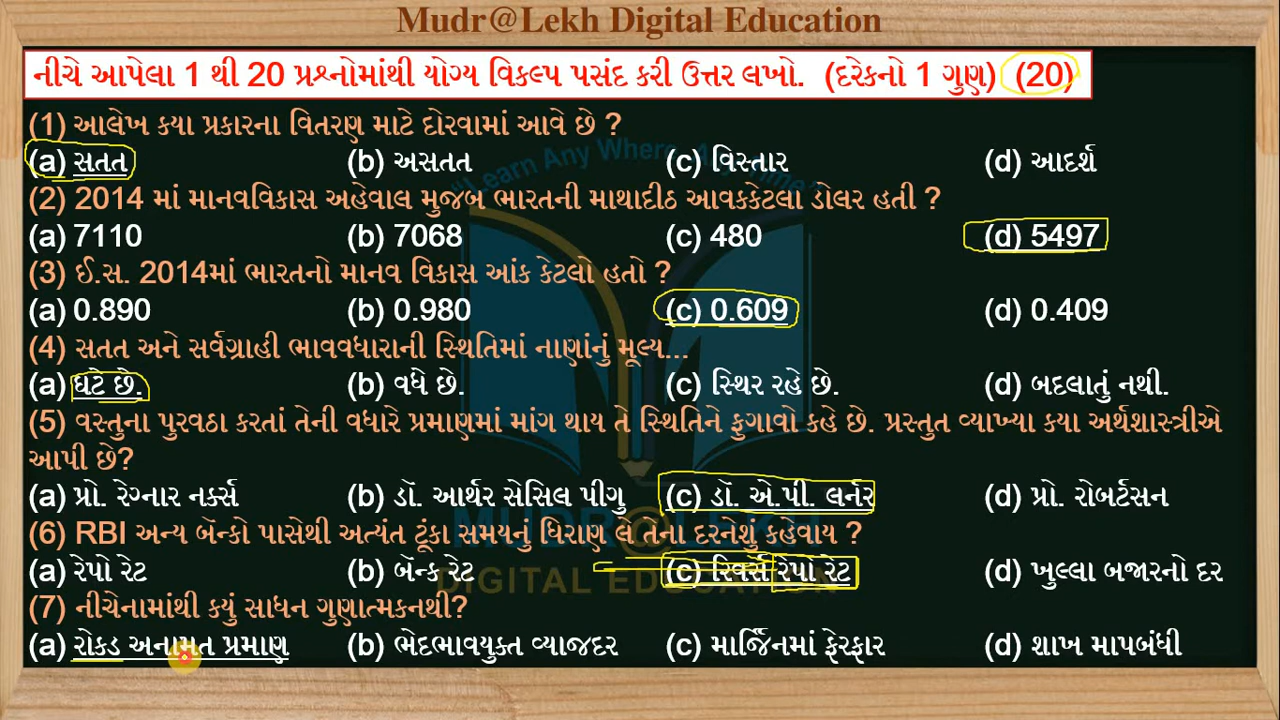 Mudr@Lekh Digital Education
નીચે આપેલા 1 થી 20 પ્રશ્નોમાંથી યોગ્ય વિકલ્પ પસંદ કરી ઉત્તર લખો. (દરેકનો 1 ગુણ) (20)
(1) આલેખ કયા પ્રકારના વિતરણ માટે દોરવામાં આવે છે ?
(a) સતત (b) અસતત (c) વિસ્તાર (d) આદર્શ
(2) 2014 માં માનવવિકાસ અહેવાલ મુજબ ભારતની માથાદીઠ આવકકેટલા ડોલર હતી ?
(a) 7110 (b) 7068 (c) 480 (d) 5497
(3) ઈ.સ. 2014માં ભારતનો માનવ વિકાસ આંક કેટલો હતો ?
(a) 0.890 (b) 0.980 (c) 0.609 (d) 0.409
(4) સતત અને સર્વગ્રાહી ભાવવધારાની સ્થિતિમાં નાણાંનું મૂલ્ય...
(a) ઘટે છે. (b) વધે છે. (c) સ્થિર રહે છે. (d) બદલાતું નથી.
(5) વસ્તુના પુરવઠા કરતાં તેની વધારે પ્રમાણમાં માંગ થાય તે સ્થિતિને ફુગાવો કહે છે. પ્રસ્તુત વ્યાખ્યા કયા અર્થશાસ્ત્રીએ
આપી છે?
(a) પ્રો. રેગ્નાર નર્ક્સ (b) ડૉ. આર્થર સેસિલ પીગુ (c) ડૉ. એ.પી. લર્નર (d) પ્રો. રોબર્ટસન
(6) RBI અન્ય બૅન્કો પાસેથી અત્યંત ટૂંકા સમયનું ધિરાણ લે તેના દરનેશું કહેવાય ?
(a) રેપો રેટ (b) બૅન્ક રેટ (c) રિવર્સ રેપો રેટ (d) ખુલ્લા બજારનો દર
(7) નીચેનામાંથી કયું સાધન ગુણાત્મકનથી?
(a) રોકડ અનામત પ્રમાણ (b) ભેદભાવયુક્ત વ્યાજદર (c) માર્જિનમાં ફેરફાર (d) શાખ માપબંધી